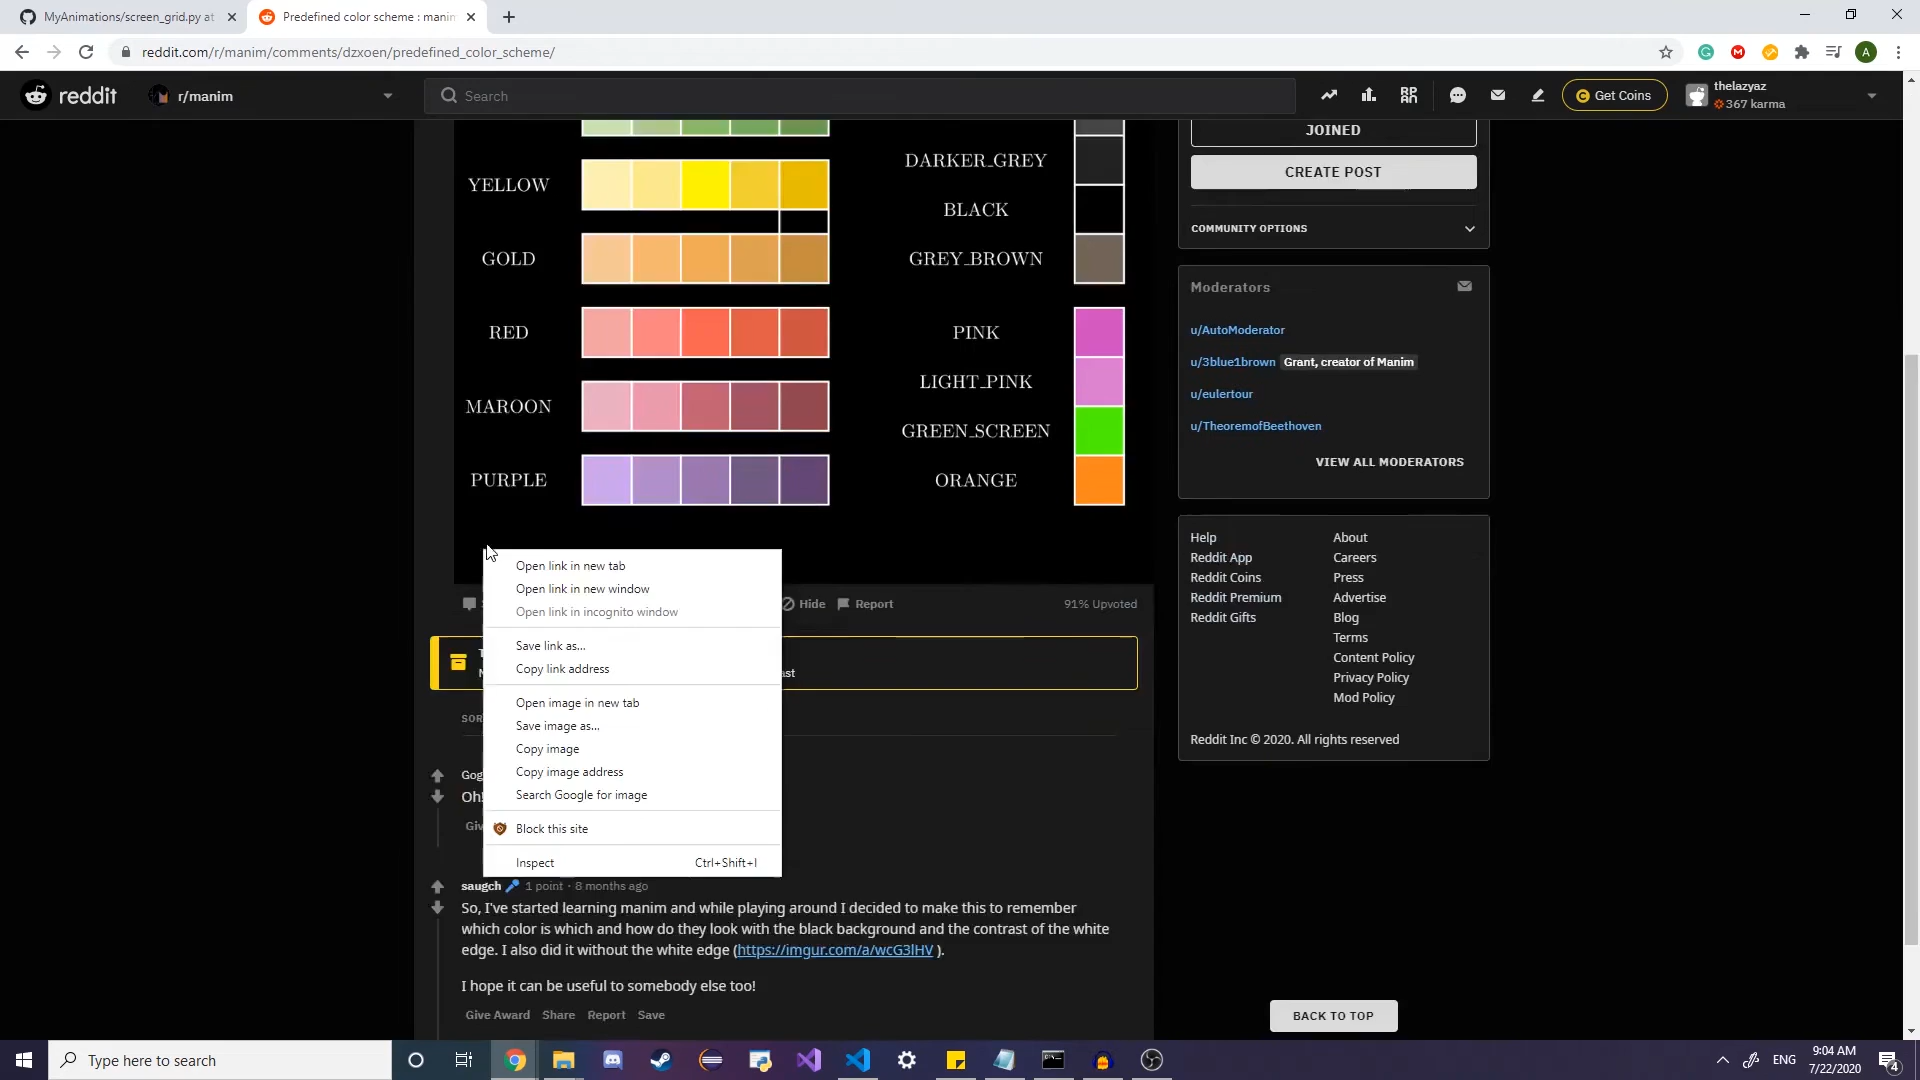 MyAnimations/screen_grid.py at
Predefined color scheme : manim
reddit.com/r/manim/comments/dzxoen/predefined_color_scheme/
reddit
r/manim
Search
Get Coins
thelazyaz
367 karma
YELLOW
GOLD
RED
MAROON
PURPLE
DARKER_GREY
BLACK
GREY_BROWN
PINK
LIGHT_PINK
GREEN_SCREEN
ORANGE
JOINED
CREATE POST
COMMUNITY OPTIONS
Moderators
u/AutoModerator
u/3blue1brown Grant, creator of Manim
u/eulertour
u/TheoremofBeethoven
VIEW ALL MODERATORS
Help
About
Reddit App
Careers
Reddit Coins
Press
Reddit Premium
Advertise
Reddit Gifts
Blog
Terms
Content Policy
Privacy Policy
Mod Policy
Reddit Inc © 2020. All rights reserved
Open link in new tab
Open link in new window
Open link in incognito window
Save link as...
Copy link address
Open image in new tab
Save image as...
Copy image
Copy image address
Search Google for image
Block this site
Inspect Ctrl+Shift+I
Hide Report 91% Upvoted
ast
SOR
Gog
Oh!
Giv
saugch 1 point · 8 months ago
So, I've started learning manim and while playing around I decided to make this to remember
which color is which and how do they look with the black background and the contrast of the white
edge. I also did it without the white edge (https://imgur.com/a/wcG3lHV ).
I hope it can be useful to somebody else too!
Give Award Share Report Save
BACK TO TOP
Type here to search
ENG
9:04 AM
7/22/2020
4